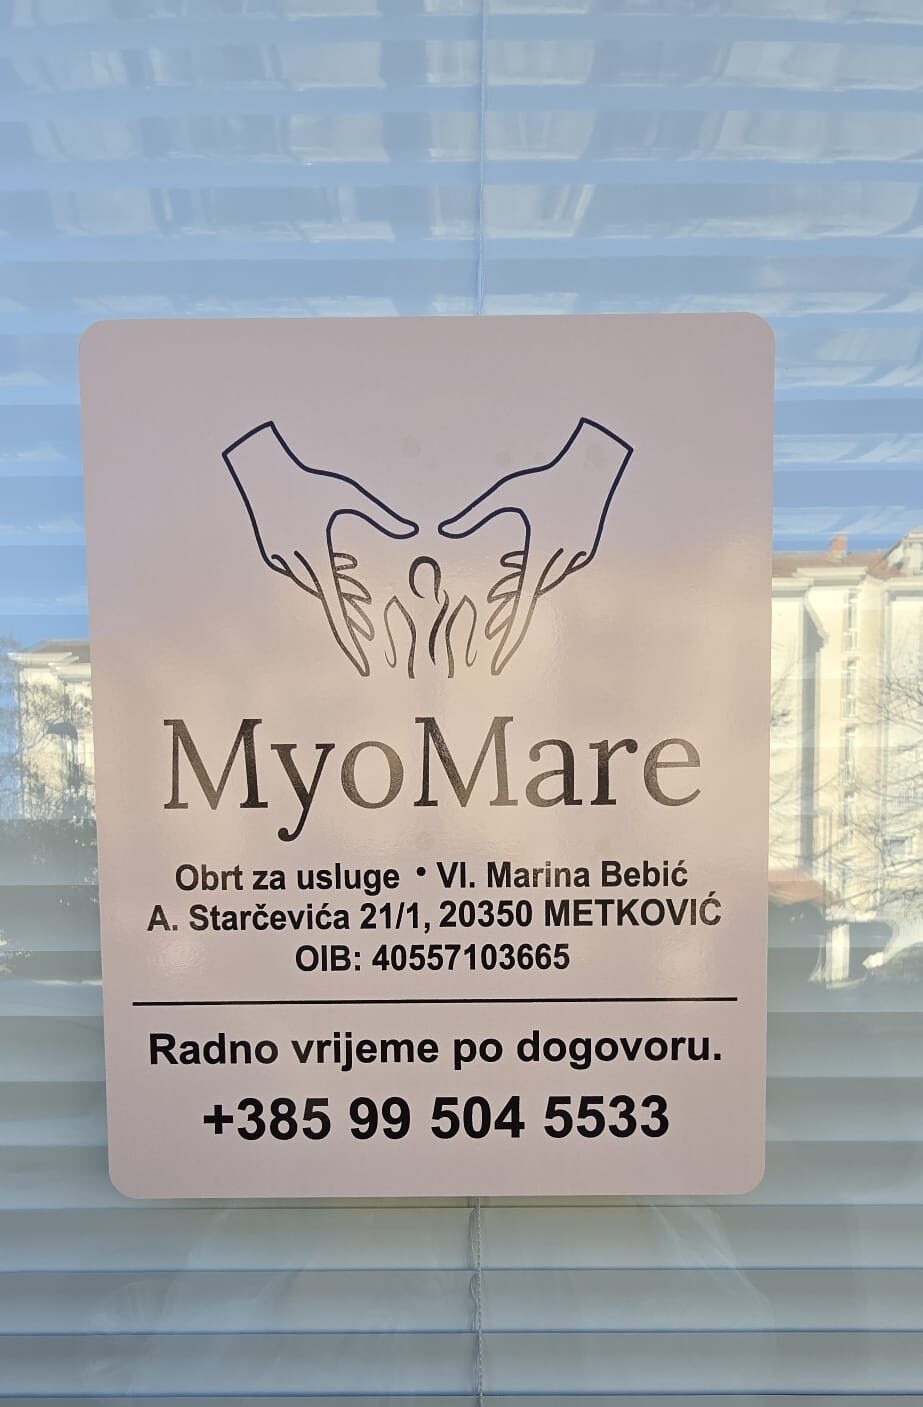 MyoMare
Obrt za usluge • Vl. Marina Bebić
A. Starčevića 21/1, 20350 METKOVIĆ
OIB: 40557103665
Radno vrijeme po dogovoru.
+385 99 504 5533